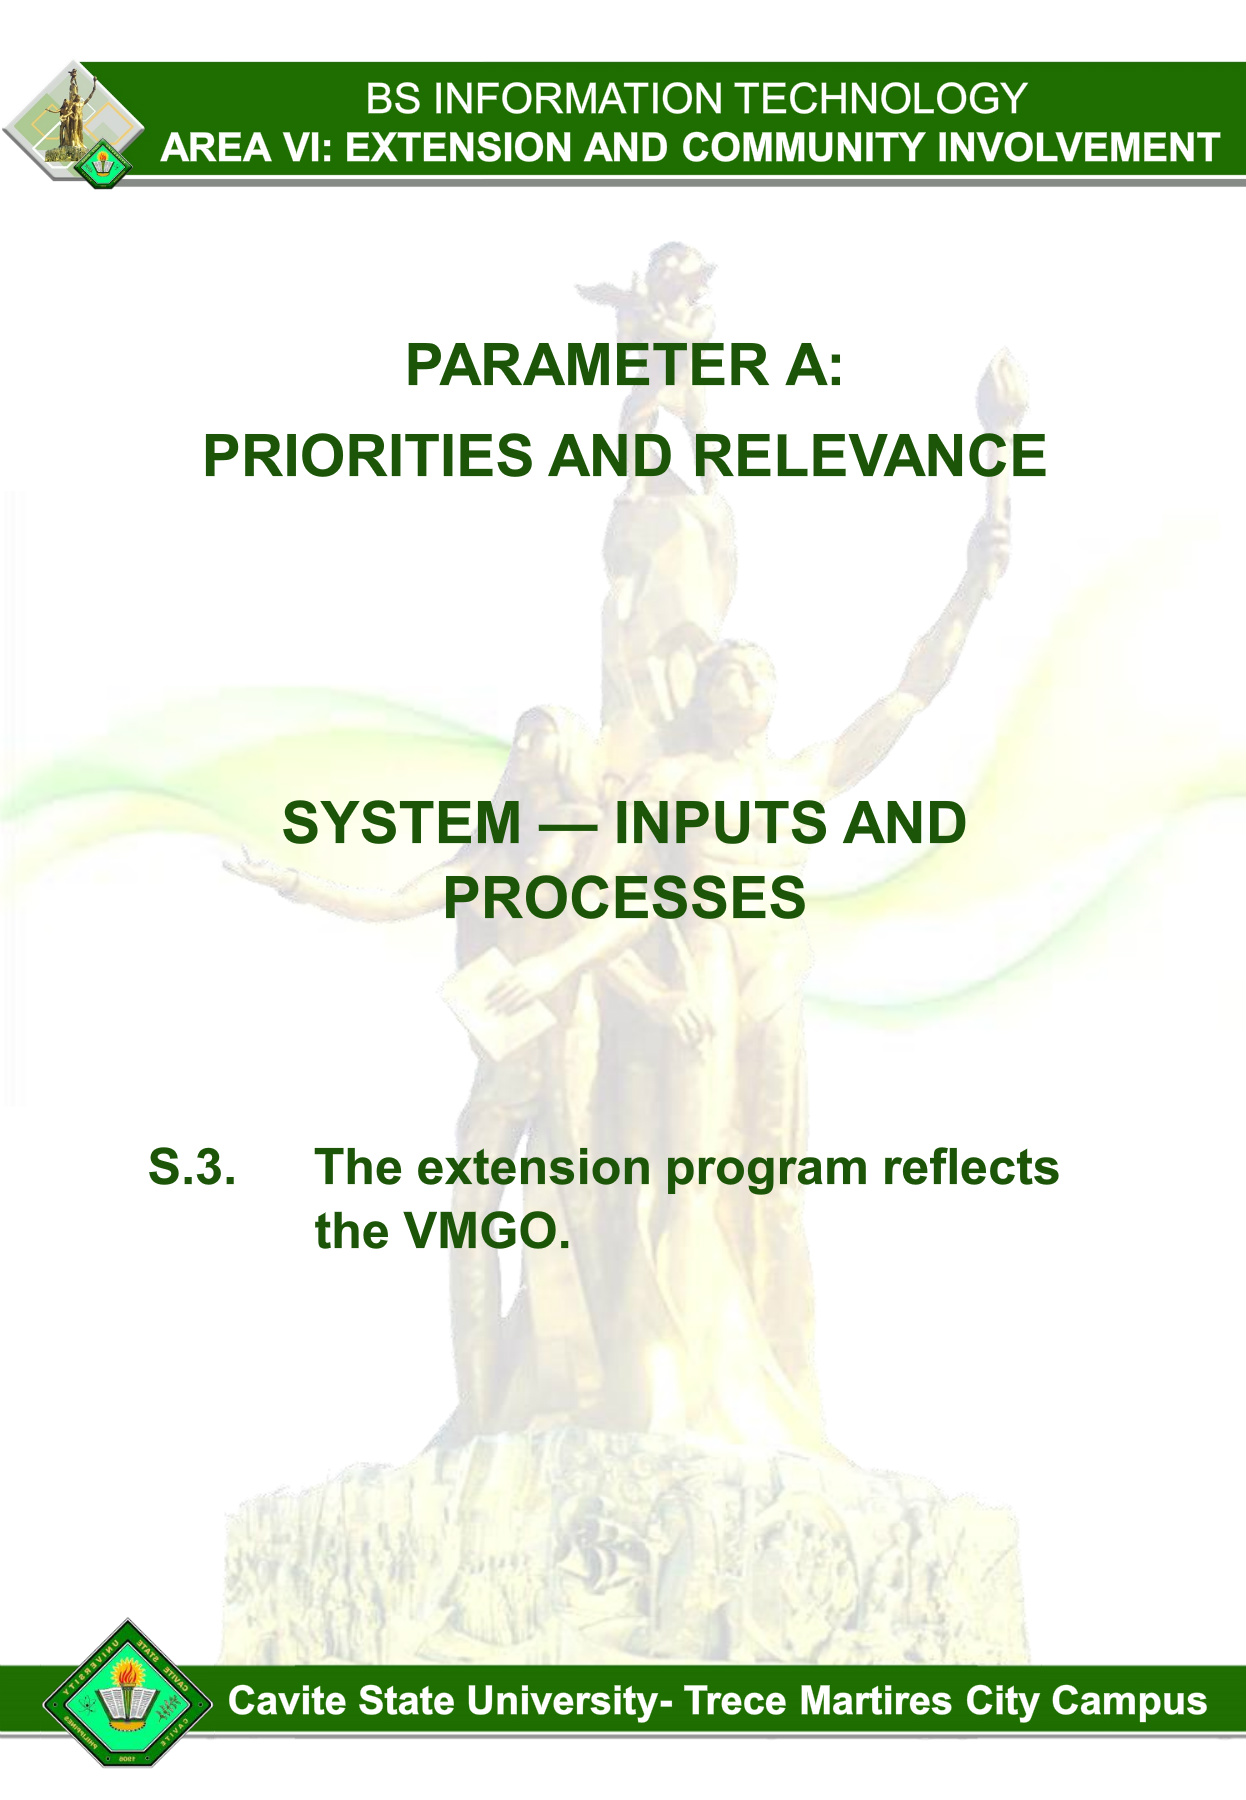 BS INFORMATION TECHNOLOGY
AREA VI: EXTENSION AND COMMUNITY INVOLVEMENT
PARAMETER A:
PRIORITIES AND RELEVANCE
SYSTEM — INPUTS AND
PROCESSES
S.3. The extension program reflects
the VMGO.
Cavite State University- Trece Martires City Campus
CAVITE STATE UNIVERSITY
CAVITE
PHILIPPINES
1906